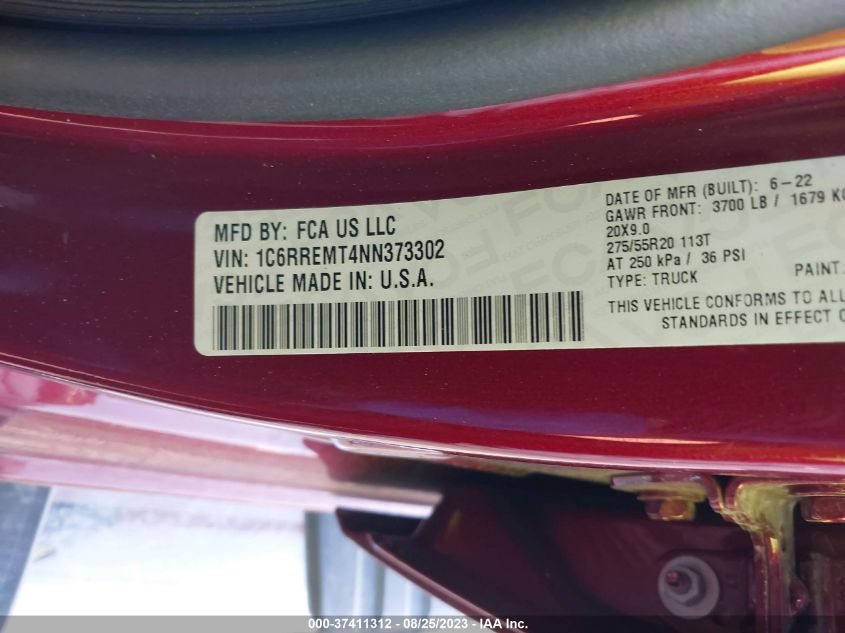 MFD BY: FCA US LLC
VIN: 1C6RREMT4NN373302
VEHICLE MADE IN: U.S.A.
DATE OF MFR (BUILT): 6-22
GAWR FRONT: 3700 LB / 1679 KG
20X9.0
275/55R20 113T
AT 250 kPa / 36 PSI
TYPE: TRUCK
PAINT:
THIS VEHICLE CONFORMS TO ALL
STANDARDS IN EFFECT
000-37411312 - 08/25/2023 - IAA Inc.